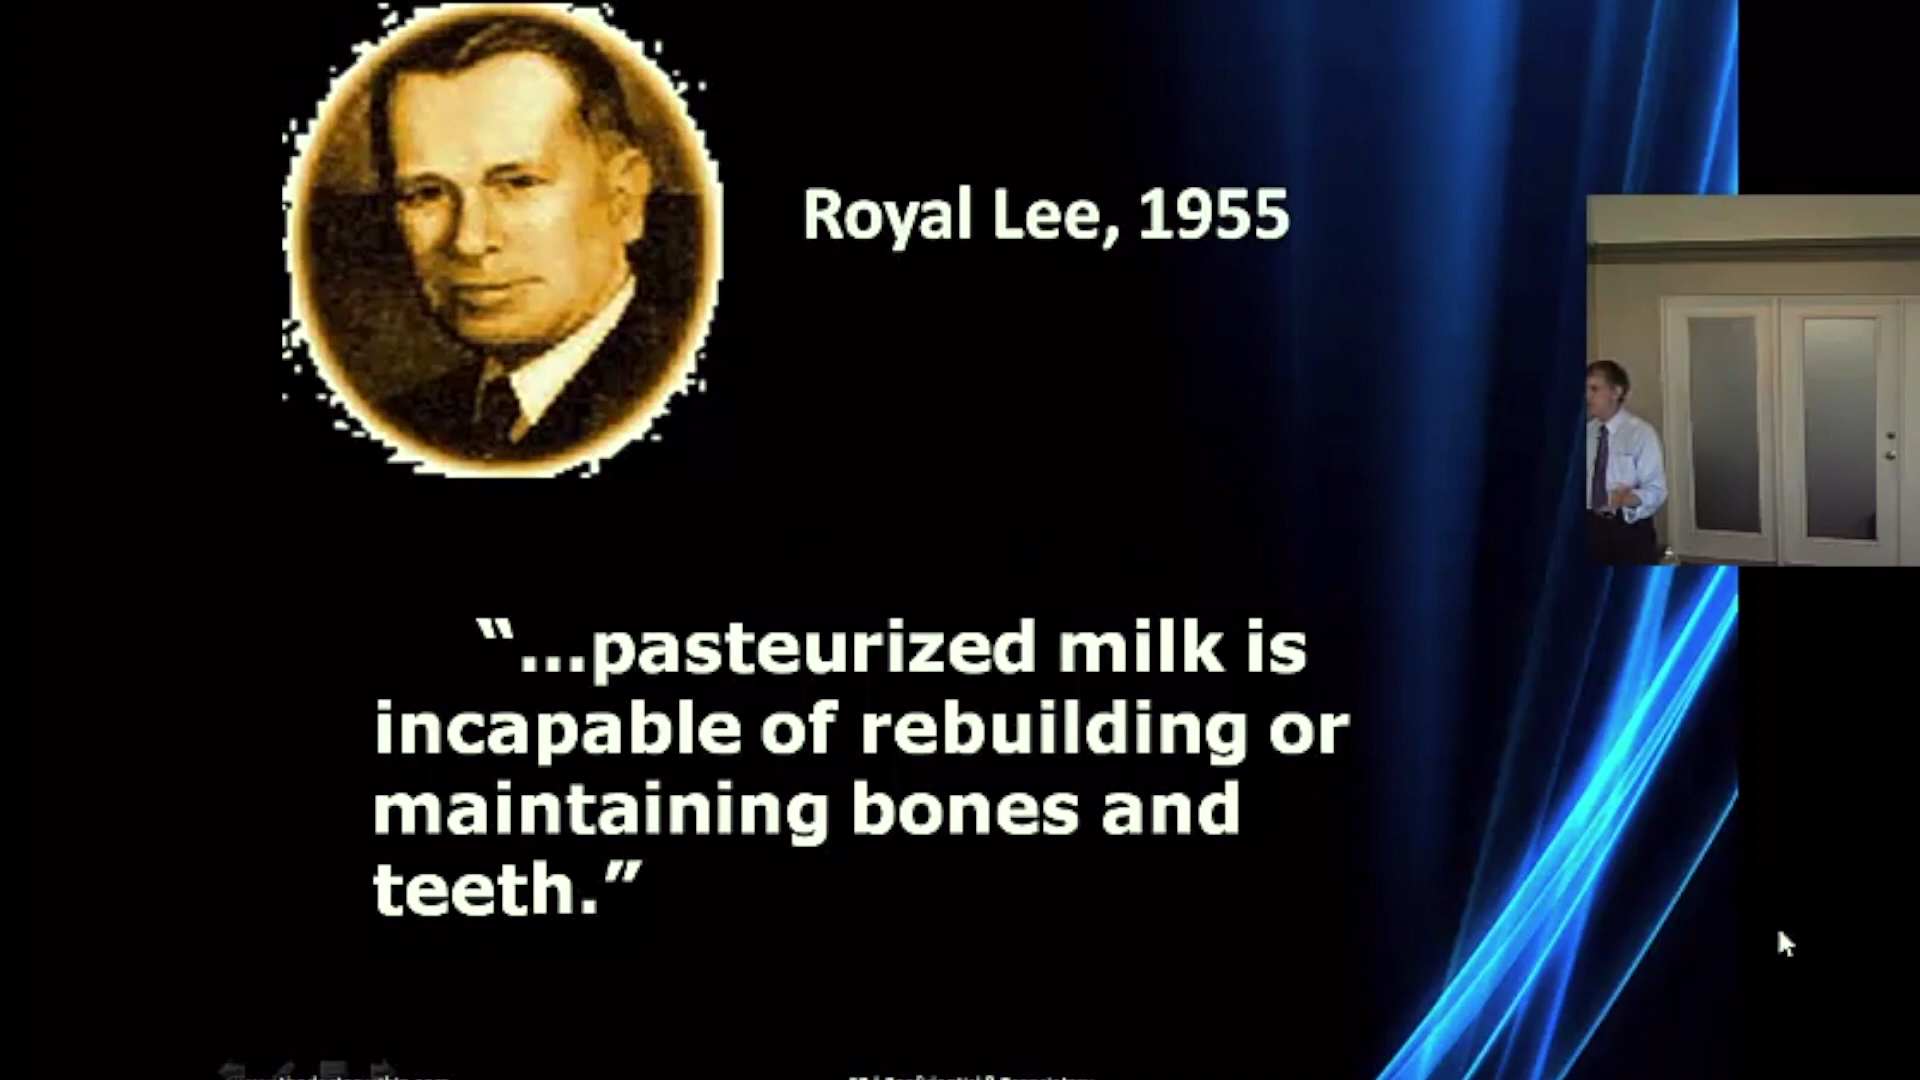 Royal Lee, 1955
“...pasteurized milk is
incapable of rebuilding or
maintaining bones and
teeth.”